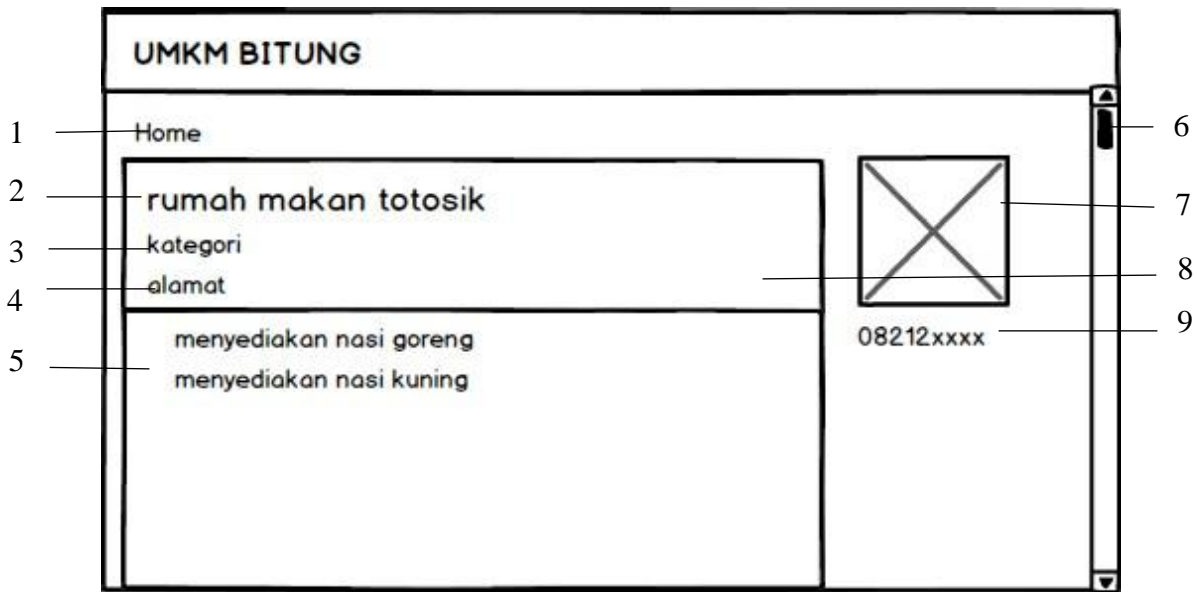 UMKM BITUNG
1 Home 6
2 rumah makan totosik 7
3 kategori
4 alamat 8
5 menyediakan nasi goreng 08212xxxx 9
menyediakan nasi kuning